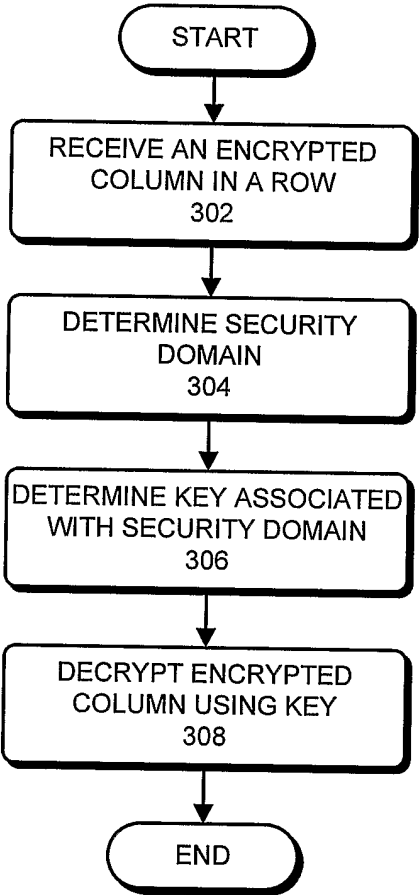 START
RECEIVE AN ENCRYPTED
COLUMN IN A ROW
302
DETERMINE SECURITY
DOMAIN
304
DETERMINE KEY ASSOCIATED
WITH SECURITY DOMAIN
306
DECRYPT ENCRYPTED
COLUMN USING KEY
308
END